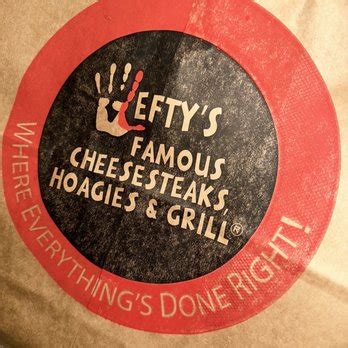 LEFTY'S
FAMOUS
CHEESESTEAKS,
HOAGIES & GRILL®
WHERE EVERYTHING'S DONE RIGHT!